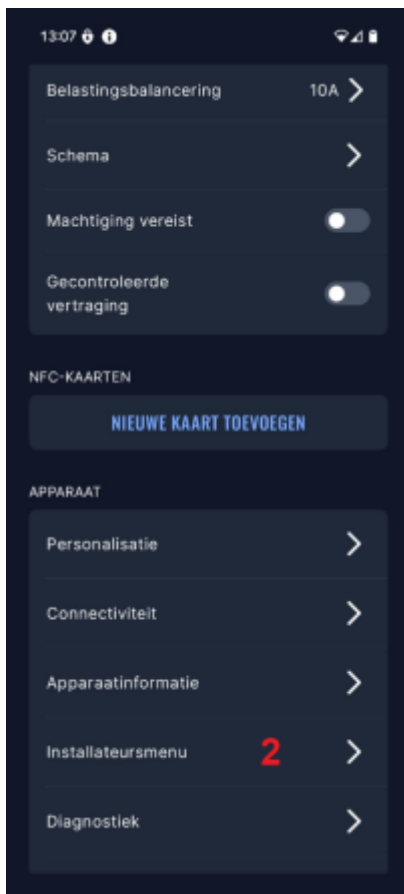 13:07
Belastingsbalancering 10A
Schema
Machtiging vereist
Gecontroleerde
vertraging
NFC-KAARTEN
NIEUWE KAART TOEVOEGEN
APPARAAT
Personalisatie
Connectiviteit
Apparaatinformatie
Installateursmenu 2
Diagnostiek